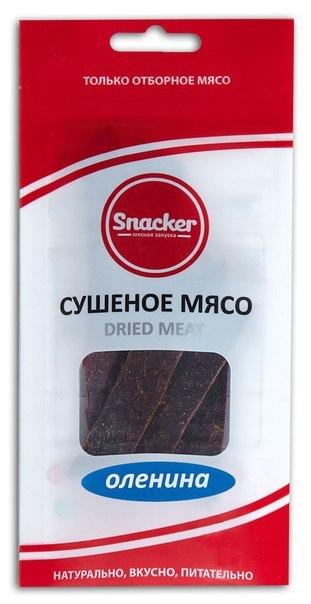 ТОЛЬКО ОТБОРНОЕ МЯСО
Snacker
мясная закуска
СУШЕНОЕ МЯСО
DRIED MEAT
оленина
НАТУРАЛЬНО, ВКУСНО, ПИТАТЕЛЬНО